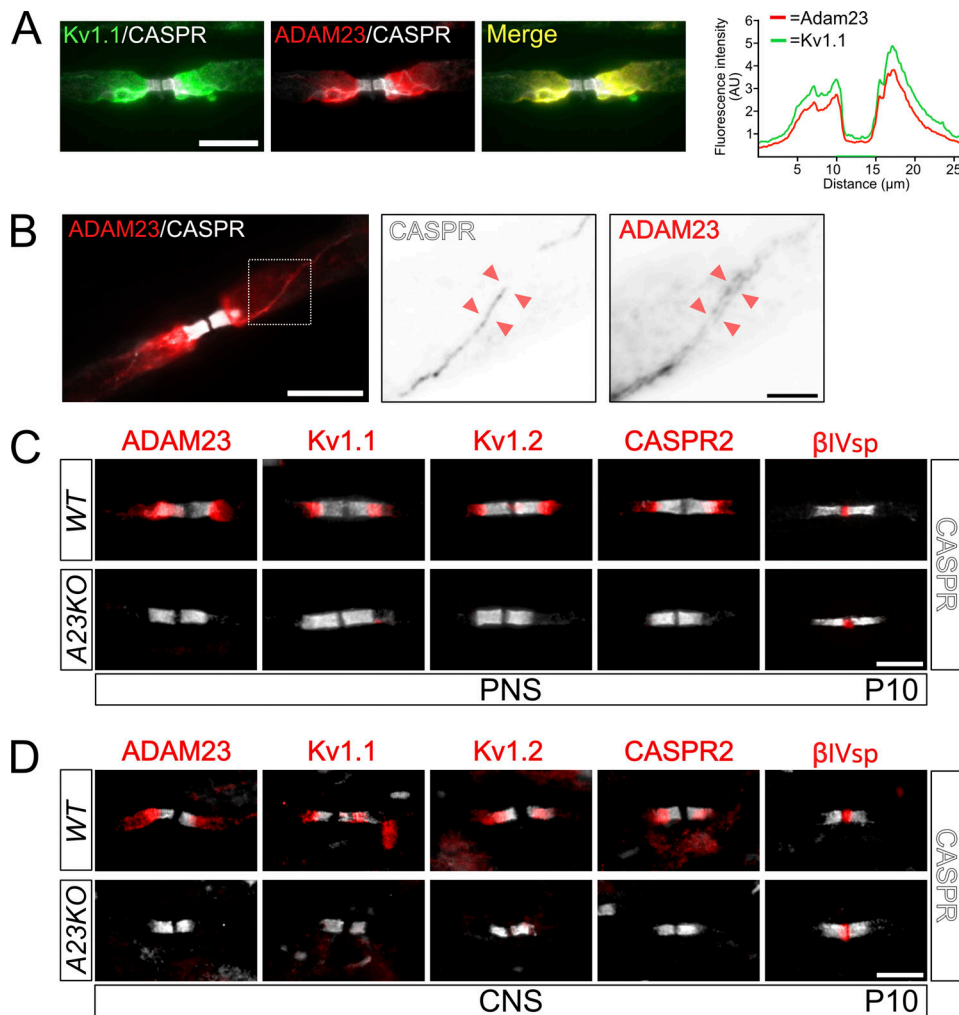 A
Kv1.1/CASPR
ADAM23/CASPR
Merge
Fluorescence intensity
(AU)
6
5
4
3
2
1
=Adam23
=Kv1.1
5 10 15 20 25
Distance (µm)
B
ADAM23/CASPR
CASPR
ADAM23
C
ADAM23 Kv1.1 Kv1.2 CASPR2 βIVsp
WT
A23KO
CASPR
PNS P10
D
ADAM23 Kv1.1 Kv1.2 CASPR2 βIVsp
WT
A23KO
CASPR
CNS P10